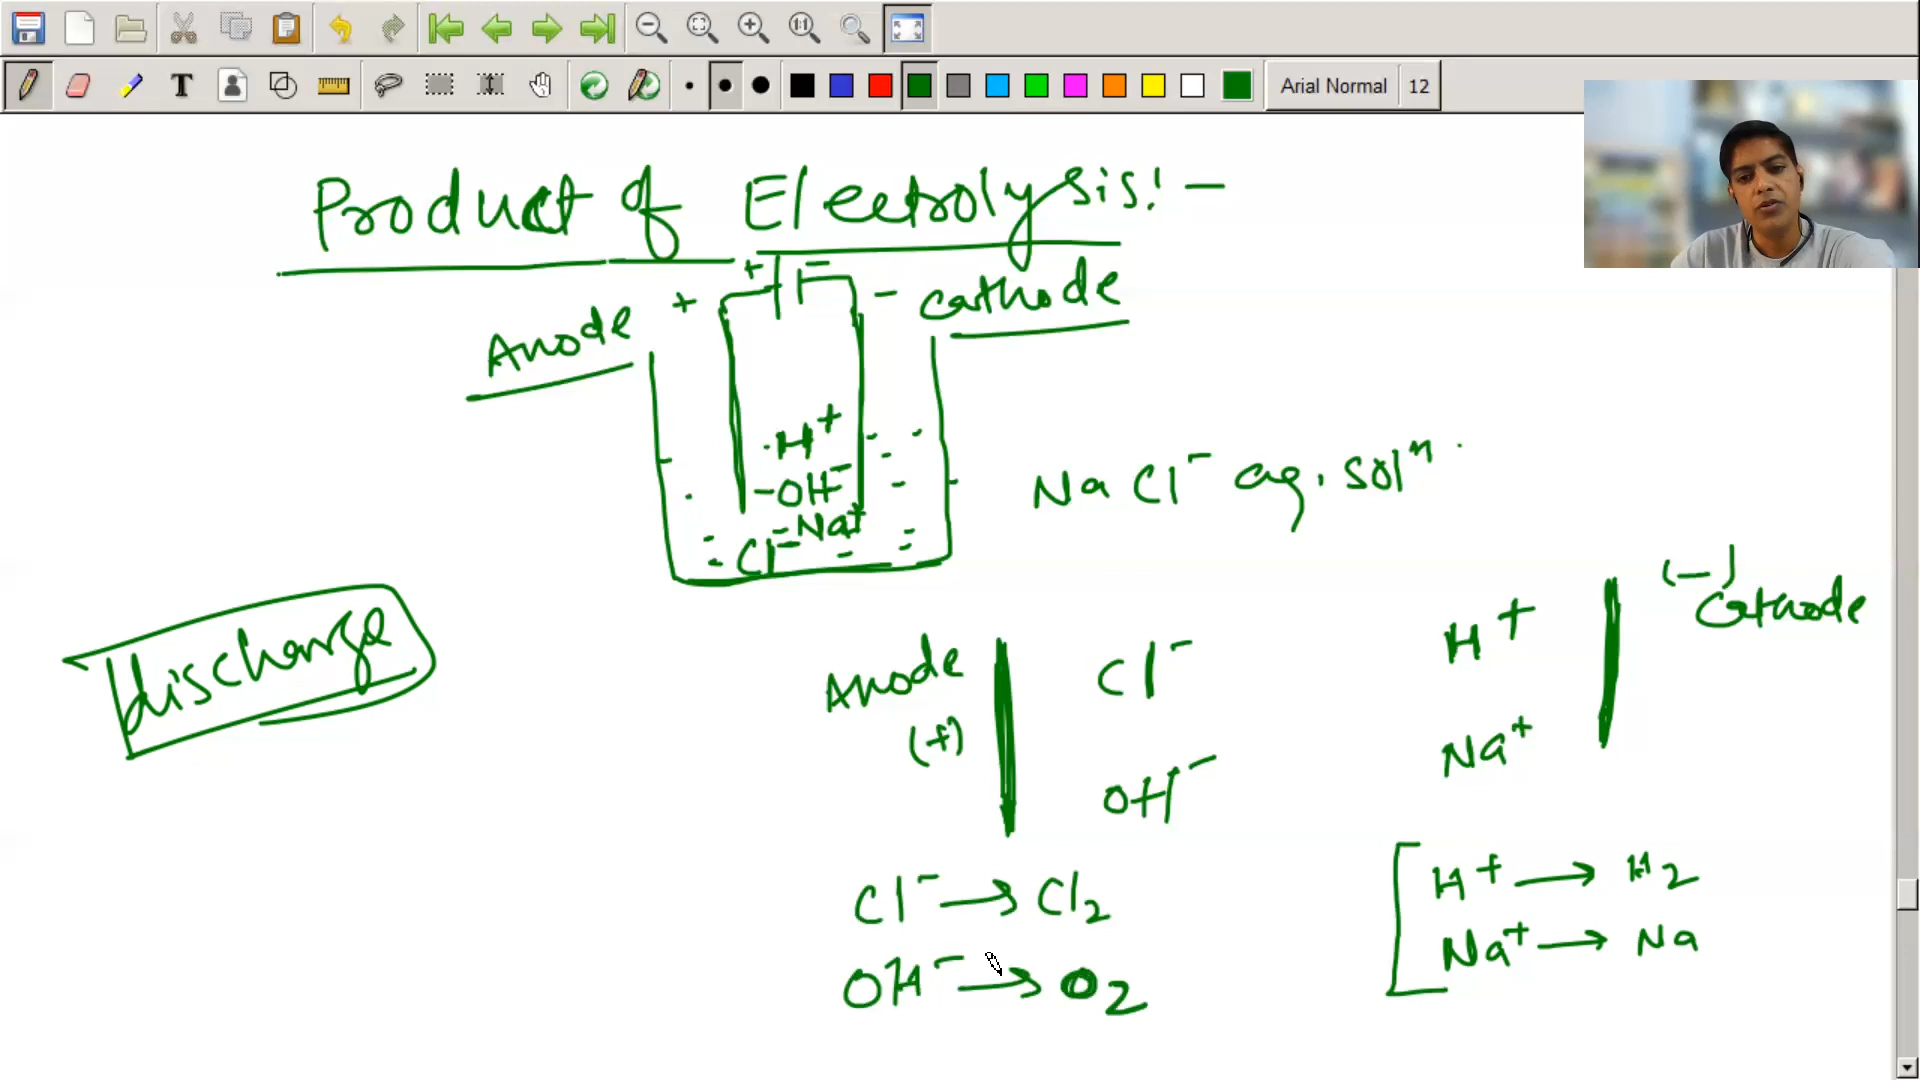 Arial Normal 12
Product of Electrolysis:-
+ -
Anode + - Cathode
H+
OH-
Na+
Cl-
NaCl- aq. soln.
discharge
(-)
Cathode
Anode
(+)
Cl-
OH-
H+
Na+
Cl- → Cl2
OH- → O2
H+ → H2
Na+ → Na